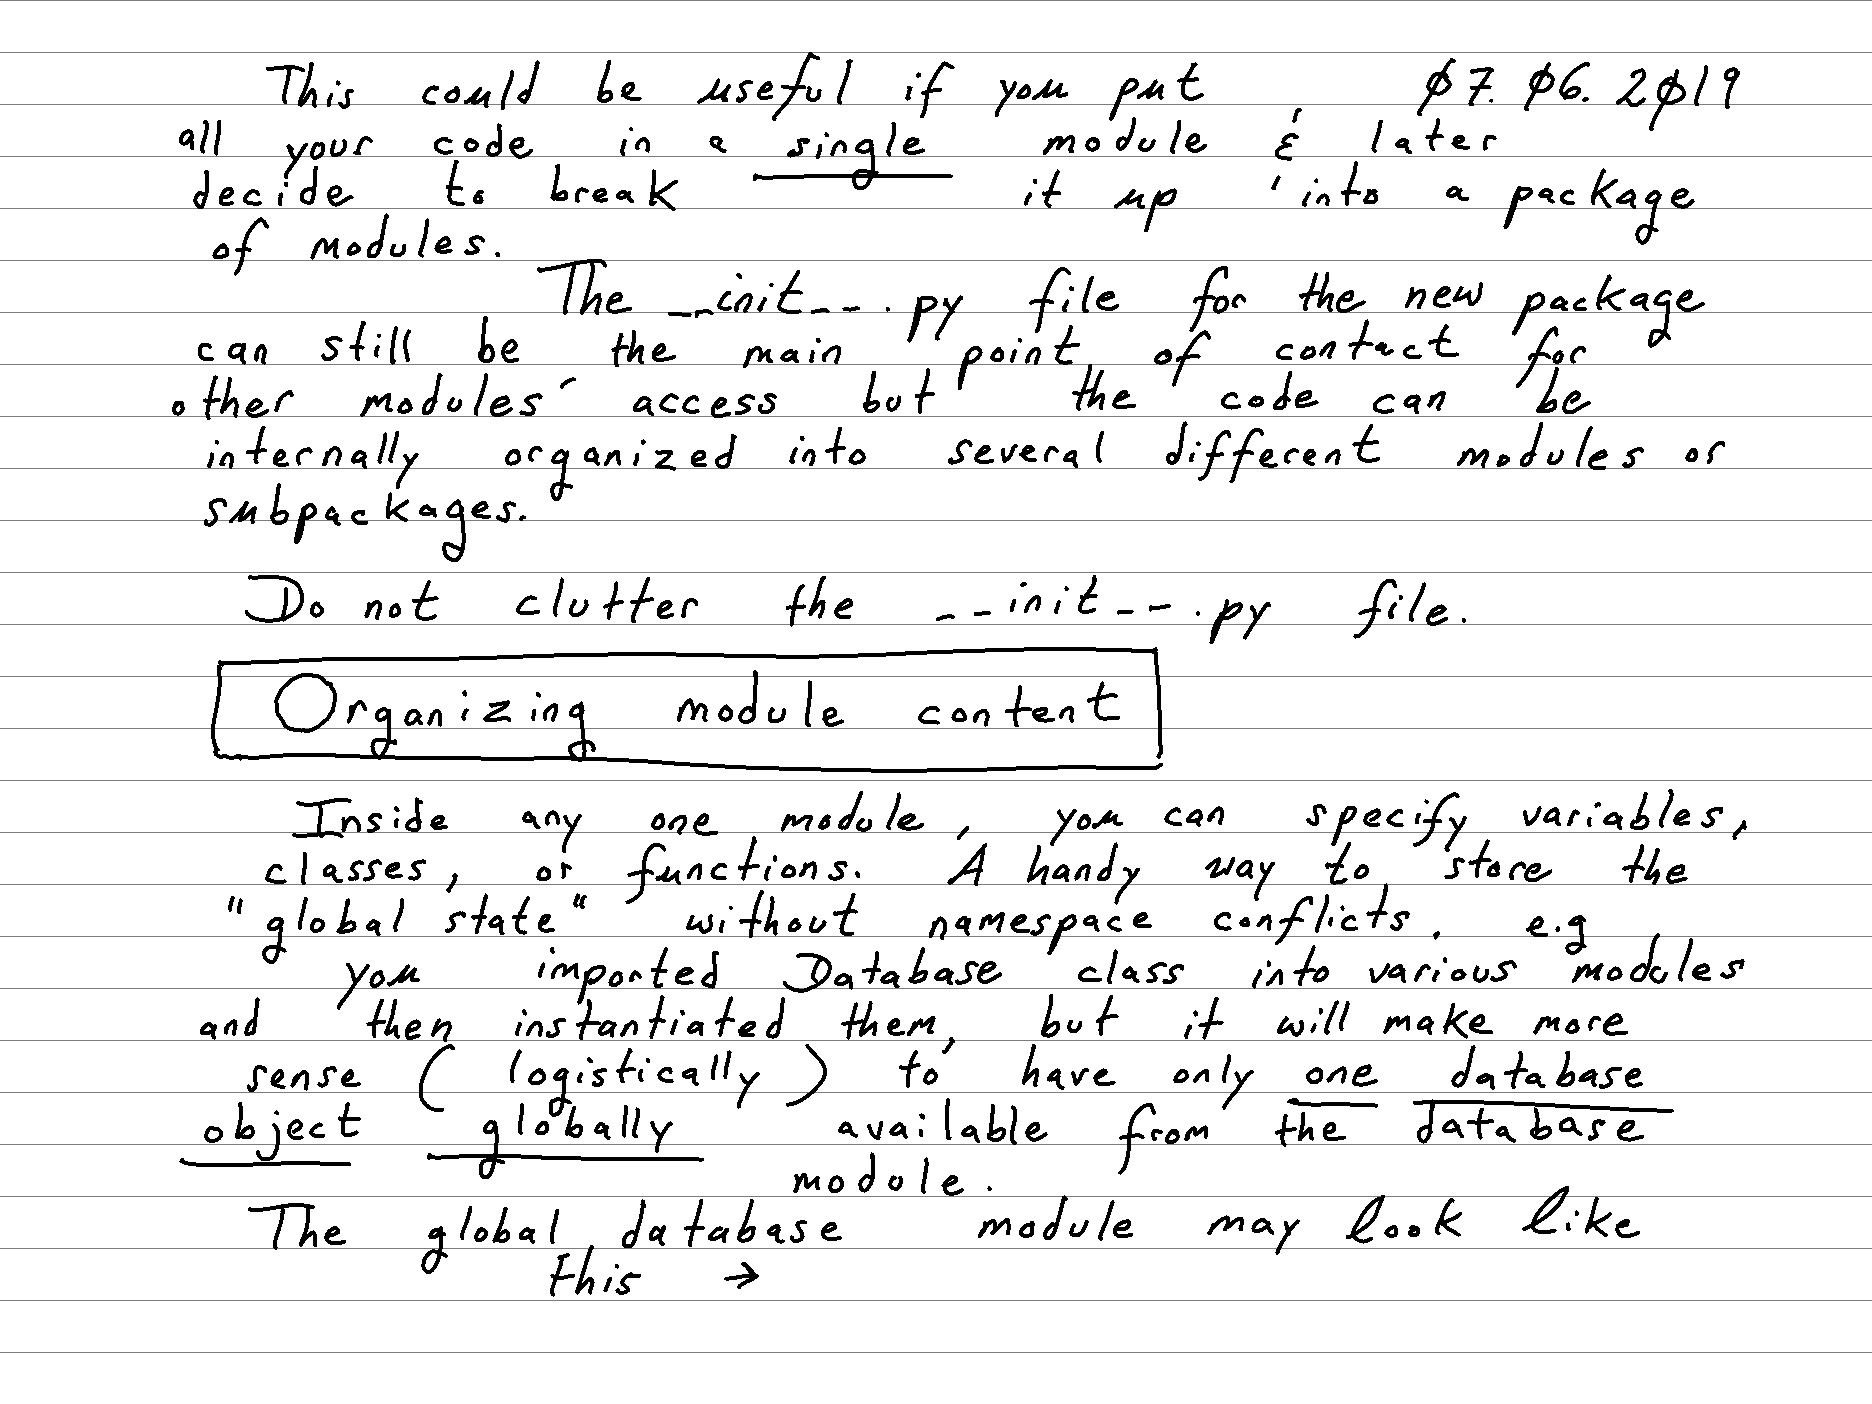 This could be useful if you put 07.06.2019
all your code in a single module & later
decide to break it up into a package
of modules.
The __init__.py file for the new package
can still be the main point of contact for
other modules' access but the code can be
internally organized into several different modules or
subpackages.
Do not clutter the __init__.py file.
Organizing module content
Inside any one module, you can specify variables,
classes, or functions. A handy way to store the
"global state" without namespace conflicts. e.g
you imported Database class into various modules
and then instantiated them, but it will make more
sense (logistically) to have only one database
object globally available from the database
module.
The global database module may look like
this →